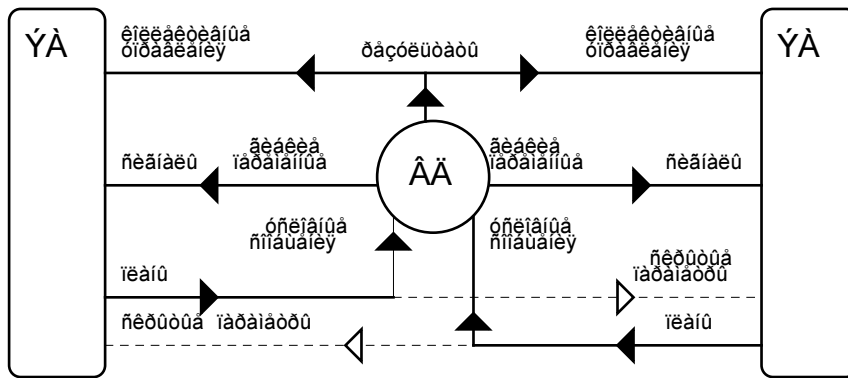 ÝÀ
êîëëåêòèâíûå
óïðàâëåíèÿ
ðåçóëüòàòû
êîëëåêòèâíûå
óïðàâëåíèÿ
ÝÀ
ñèãíàëû
ãèáêèå
ïåðåìåííûå
ÂÄ
ãèáêèå
ïåðåìåííûå
ñèãíàëû
óñëîâíûå
ñîîáùåíèÿ
óñëîâíûå
ñîîáùåíèÿ
ïëàíû
ñêðûòûå
ïàðàìåòðû
ñêðûòûå ïàðàìåòðû
ïëàíû